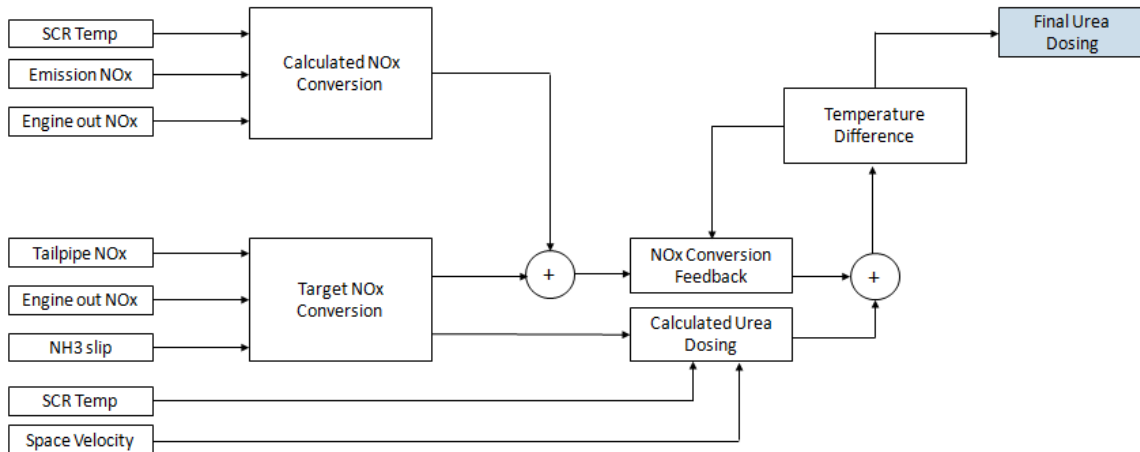 SCR Temp
Emission NOx
Engine out NOx
Calculated NOx
Conversion
Final Urea
Dosing
Temperature
Difference
Tailpipe NOx
Engine out NOx
NH3 slip
Target NOx
Conversion
+
NOx Conversion
Feedback
+
Calculated Urea
Dosing
SCR Temp
Space Velocity